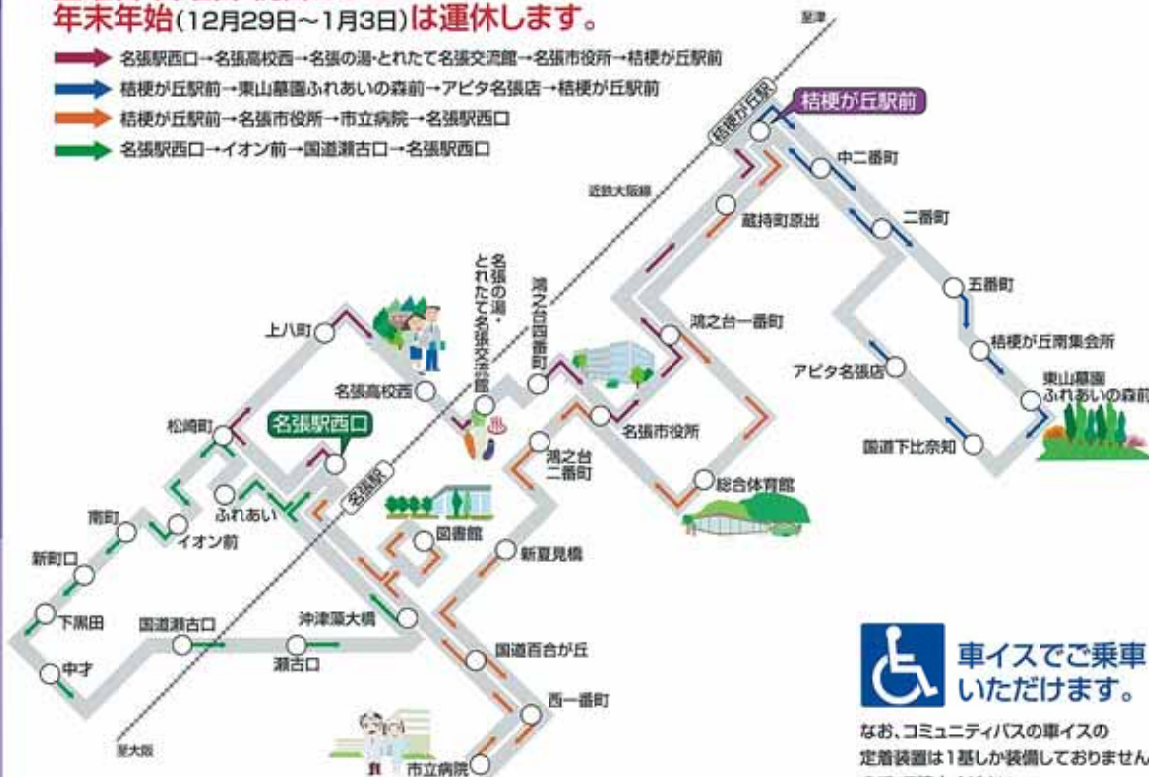 年末年始(12月29日～1月3日)は運休します。
名張駅西口→名張高校西→名張の湯・とれたて名張交流館→名張市役所→桔梗が丘駅前
桔梗が丘駅前→東山墓園ふれあいの森前→アピタ名張店→桔梗が丘駅前
桔梗が丘駅前→名張市役所→市立病院→名張駅西口
名張駅西口→イオン前→国道瀬古口→名張駅西口
至津
桔梗が丘駅
桔梗が丘駅前
中二番町
近鉄大阪線
蔵持町原出
二番町
名張の湯・
とれたて名張交流館
鴻之台四番町
五番町
上八町
鴻之台一番町
桔梗が丘南集会所
アピタ名張店
東山墓園
ふれあいの森前
名張高校西
松崎町
名張駅西口
名張市役所
国道下比奈知
鴻之台
二番町
名張駅
総合体育館
ふれあい
南町
イオン前
図書館
新夏見橋
新町口
下黒田
国道瀬古口
沖津藻大橋
瀬古口
国道百合が丘
中才
西一番町
至大阪
市立病院
車イスでご乗車
いただけます。
なお、コミュニティバスの車イスの
定着装置は1基しか装備しておりません